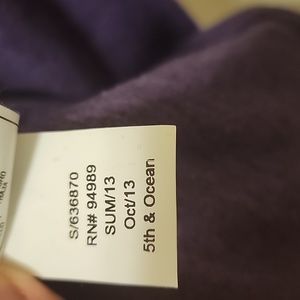 S/636870
RN# 94989
SUM/13
Oct/13
5th & Ocean